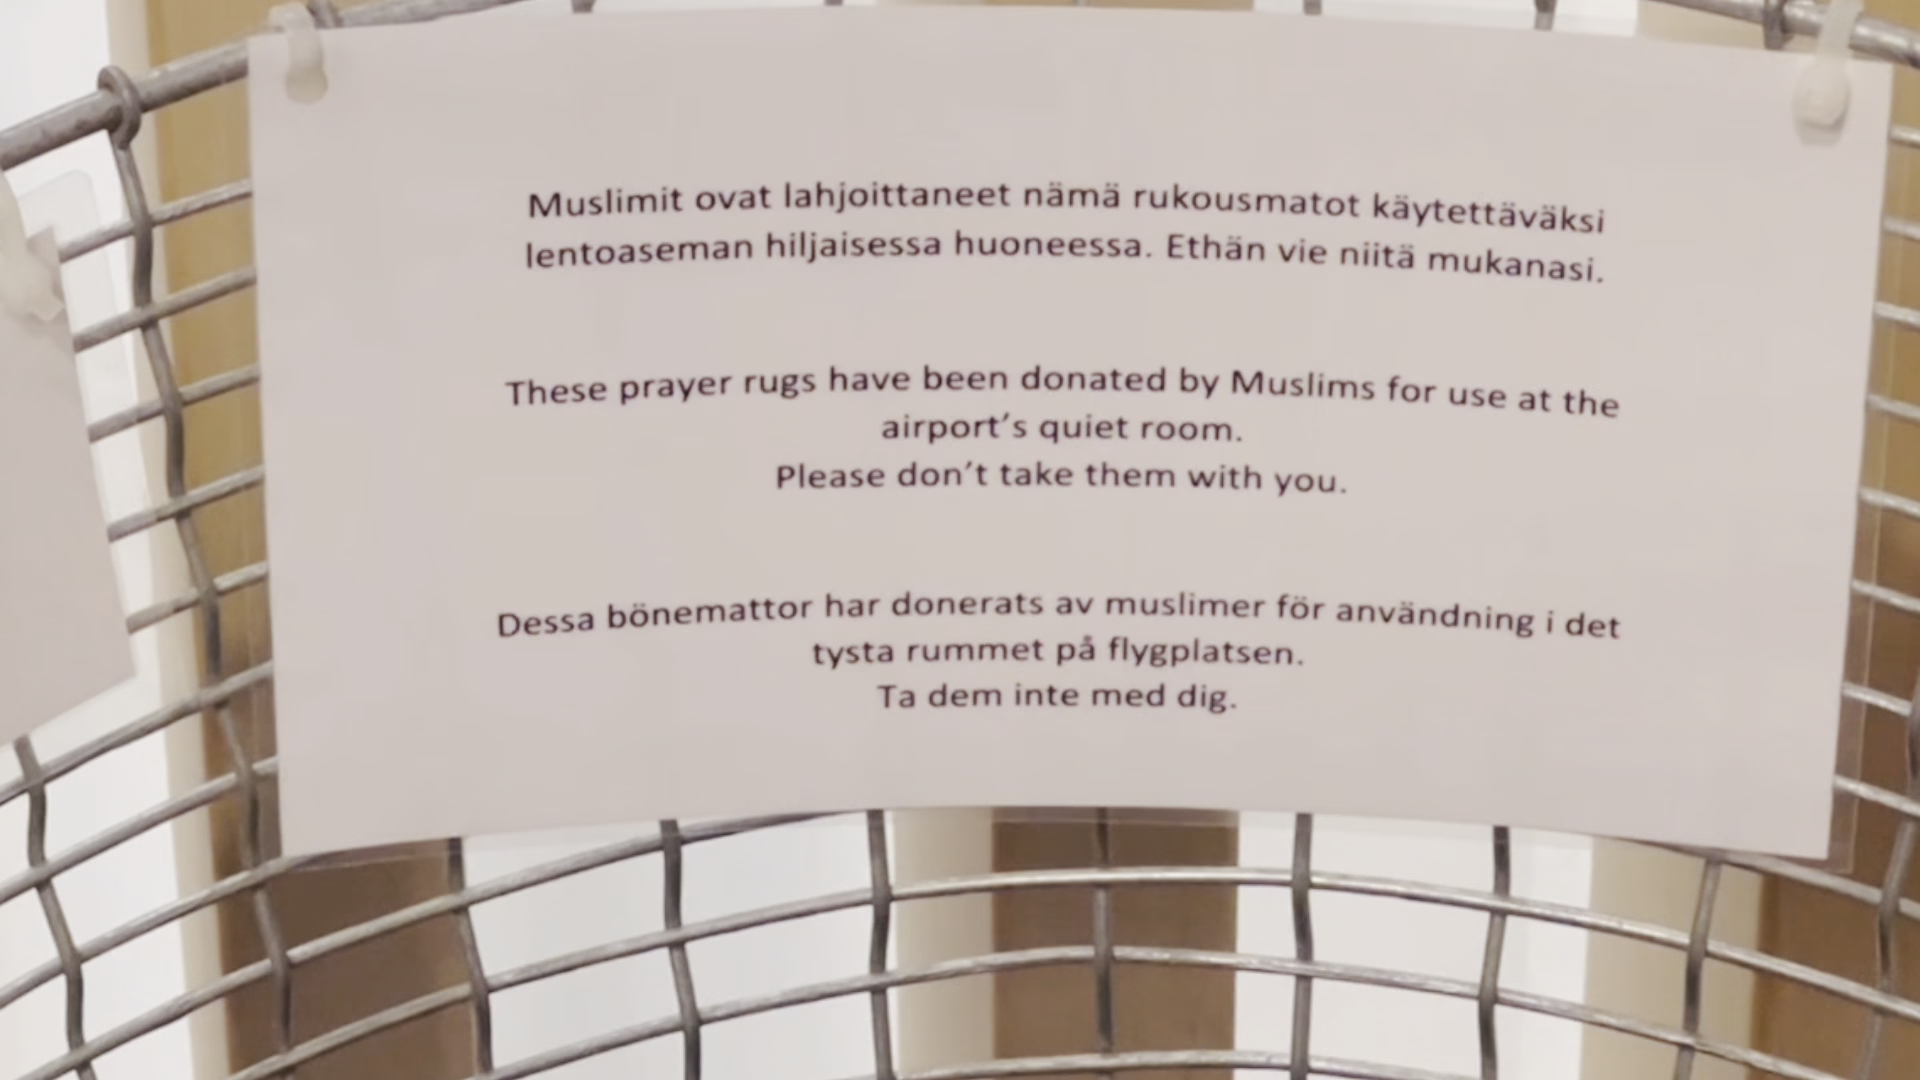 Muslimit ovat lahjoittaneet nämä rukousmatot käytettäväksi
lentoaseman hiljaisessa huoneessa. Ethän vie niitä mukanasi.
These prayer rugs have been donated by Muslims for use at the
airport’s quiet room.
Please don’t take them with you.
Dessa bönemattor har donerats av muslimer för användning i det
tysta rummet på flygplatsen.
Ta dem inte med dig.